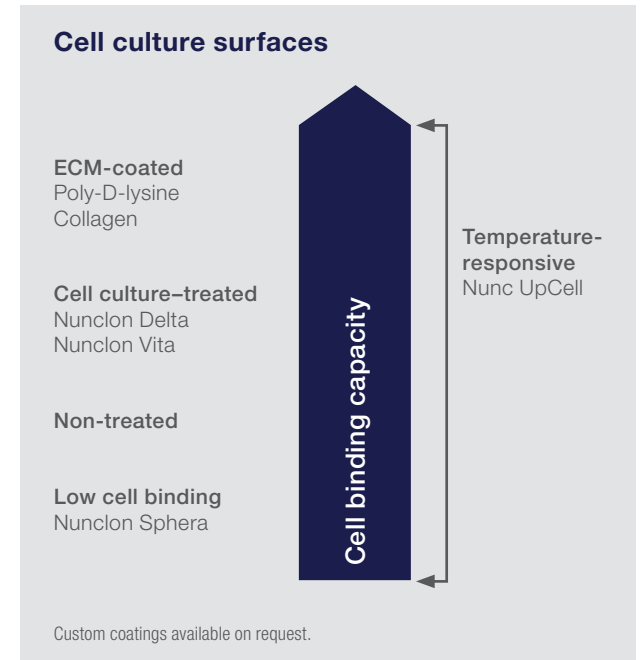 Cell culture surfaces
ECM-coated
Poly-D-lysine
Collagen
Cell culture–treated
Nunclon Delta
Nunclon Vita
Non-treated
Low cell binding
Nunclon Sphera
Cell binding capacity
Temperature-
responsive
Nunc UpCell
Custom coatings available on request.